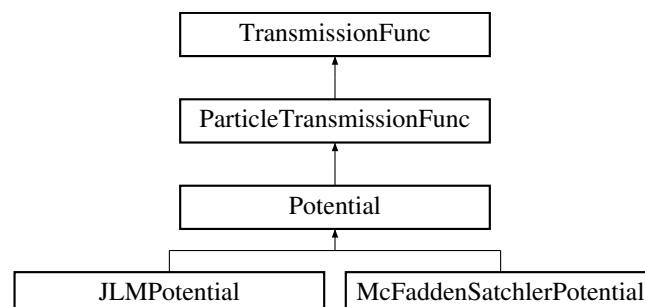 TransmissionFunc
ParticleTransmissionFunc
Potential
JLMPotential
McFaddenSatchlerPotential